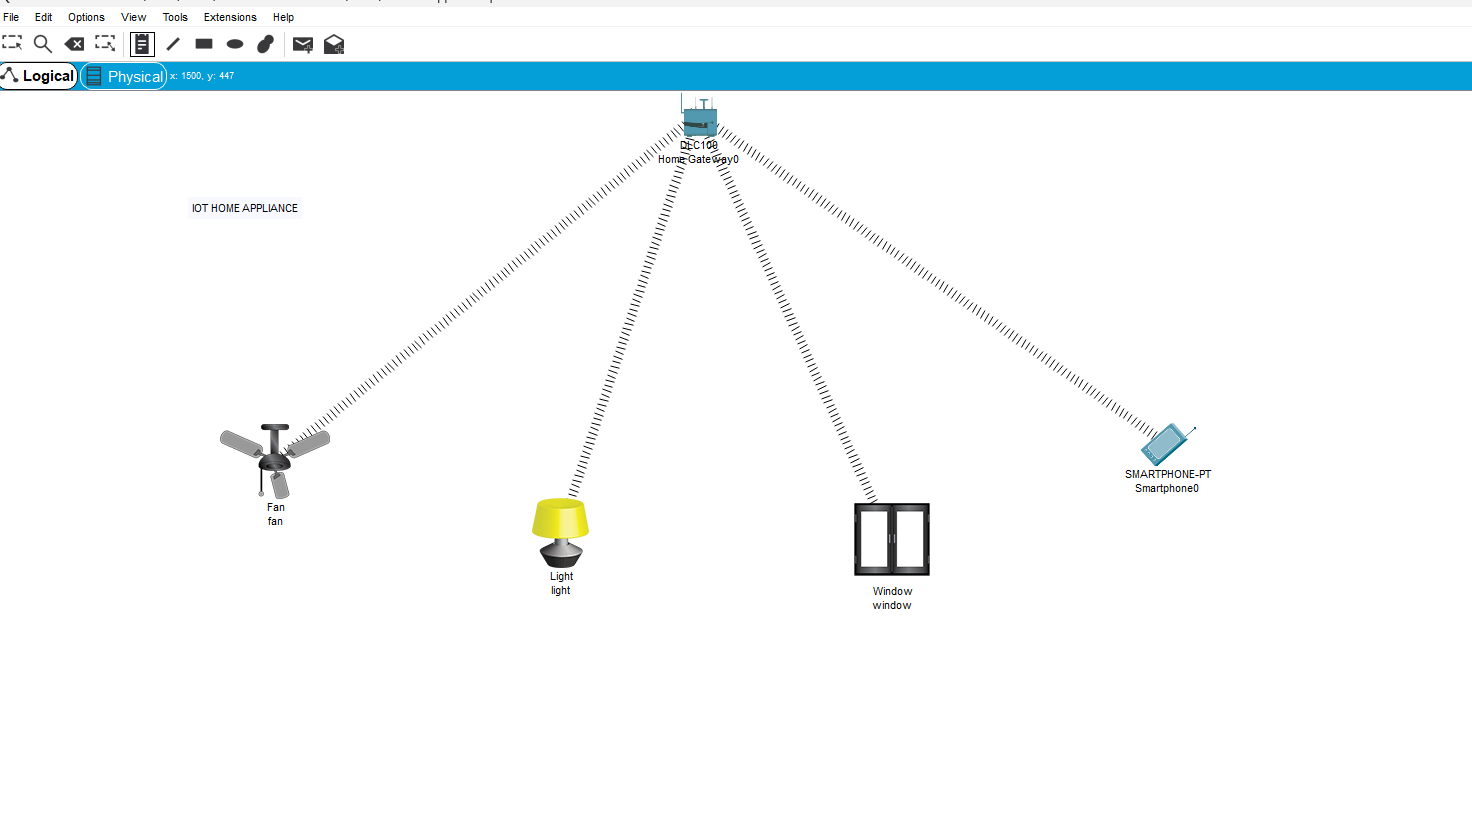 File Edit Options View Tools Extensions Help
Logical Physical x: 1500, y: 447
DLC100
Home Gateway0
IOT HOME APPLIANCE
SMARTPHONE-PT
Smartphone0
Fan
fan
Light
light
Window
window